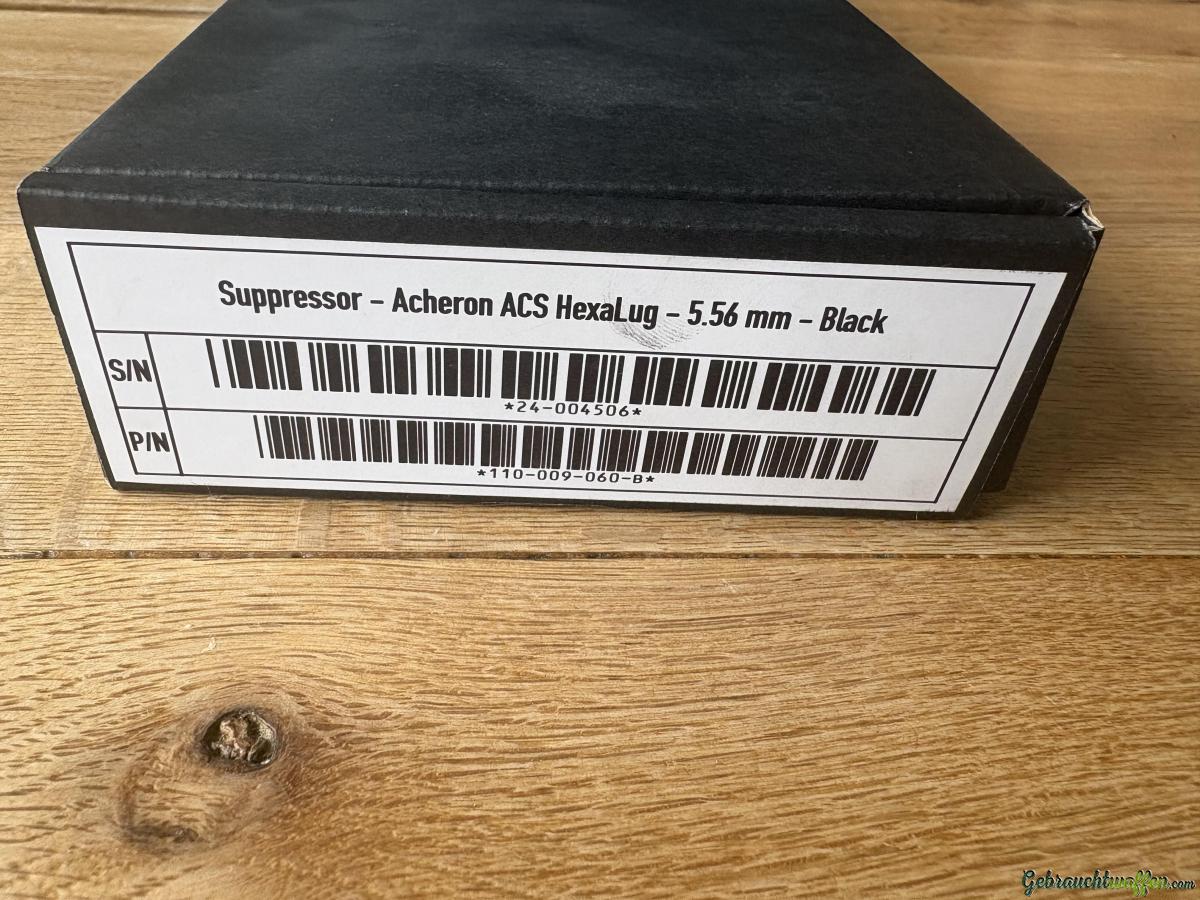 Suppressor – Acheron ACS HexaLug – 5.56 mm – Black
S/N
*24-004506*
P/N
*110-009-060-B*
Gebrauchtwaffen.com